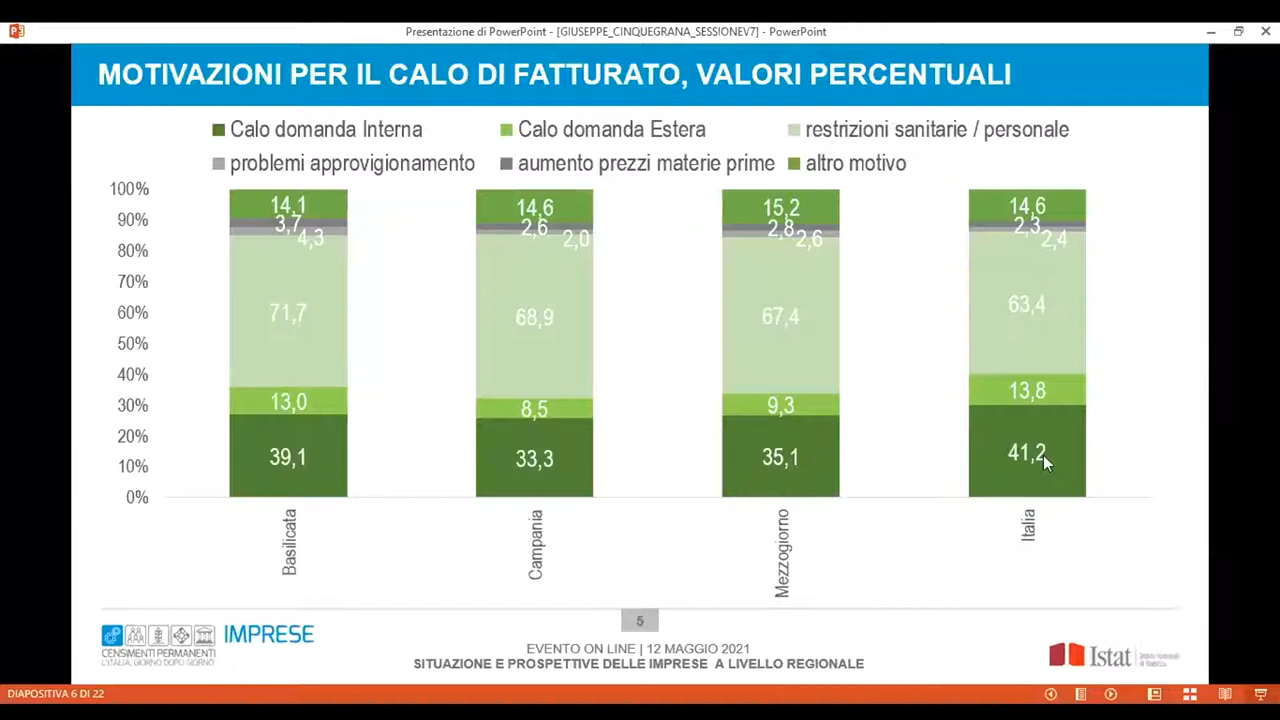 Presentazione di PowerPoint - [GIUSEPPE_CINQUEGRANA_SESSIONEV7] - PowerPoint
MOTIVAZIONI PER IL CALO DI FATTURATO, VALORI PERCENTUALI
Calo domanda Interna
Calo domanda Estera
restrizioni sanitarie / personale
problemi approvigionamento
aumento prezzi materie prime
altro motivo
100%
90%
80%
70%
60%
50%
40%
30%
20%
10%
0%
14,1
3,7
4,3
71,7
13,0
39,1
14,6
2,6
2,0
68,9
8,5
33,3
15,2
2,8
2,6
67,4
9,3
35,1
14,6
2,3
2,4
63,4
13,8
41,2
Basilicata
Campania
Mezzogiorno
Italia
5
IMPRESE
CENSIMENTI PERMANENTI
L'ITALIA, GIORNO DOPO GIORNO
EVENTO ON LINE | 12 MAGGIO 2021
SITUAZIONE E PROSPETTIVE DELLE IMPRESE A LIVELLO REGIONALE
Istat
DIAPOSITIVA 6 DI 22